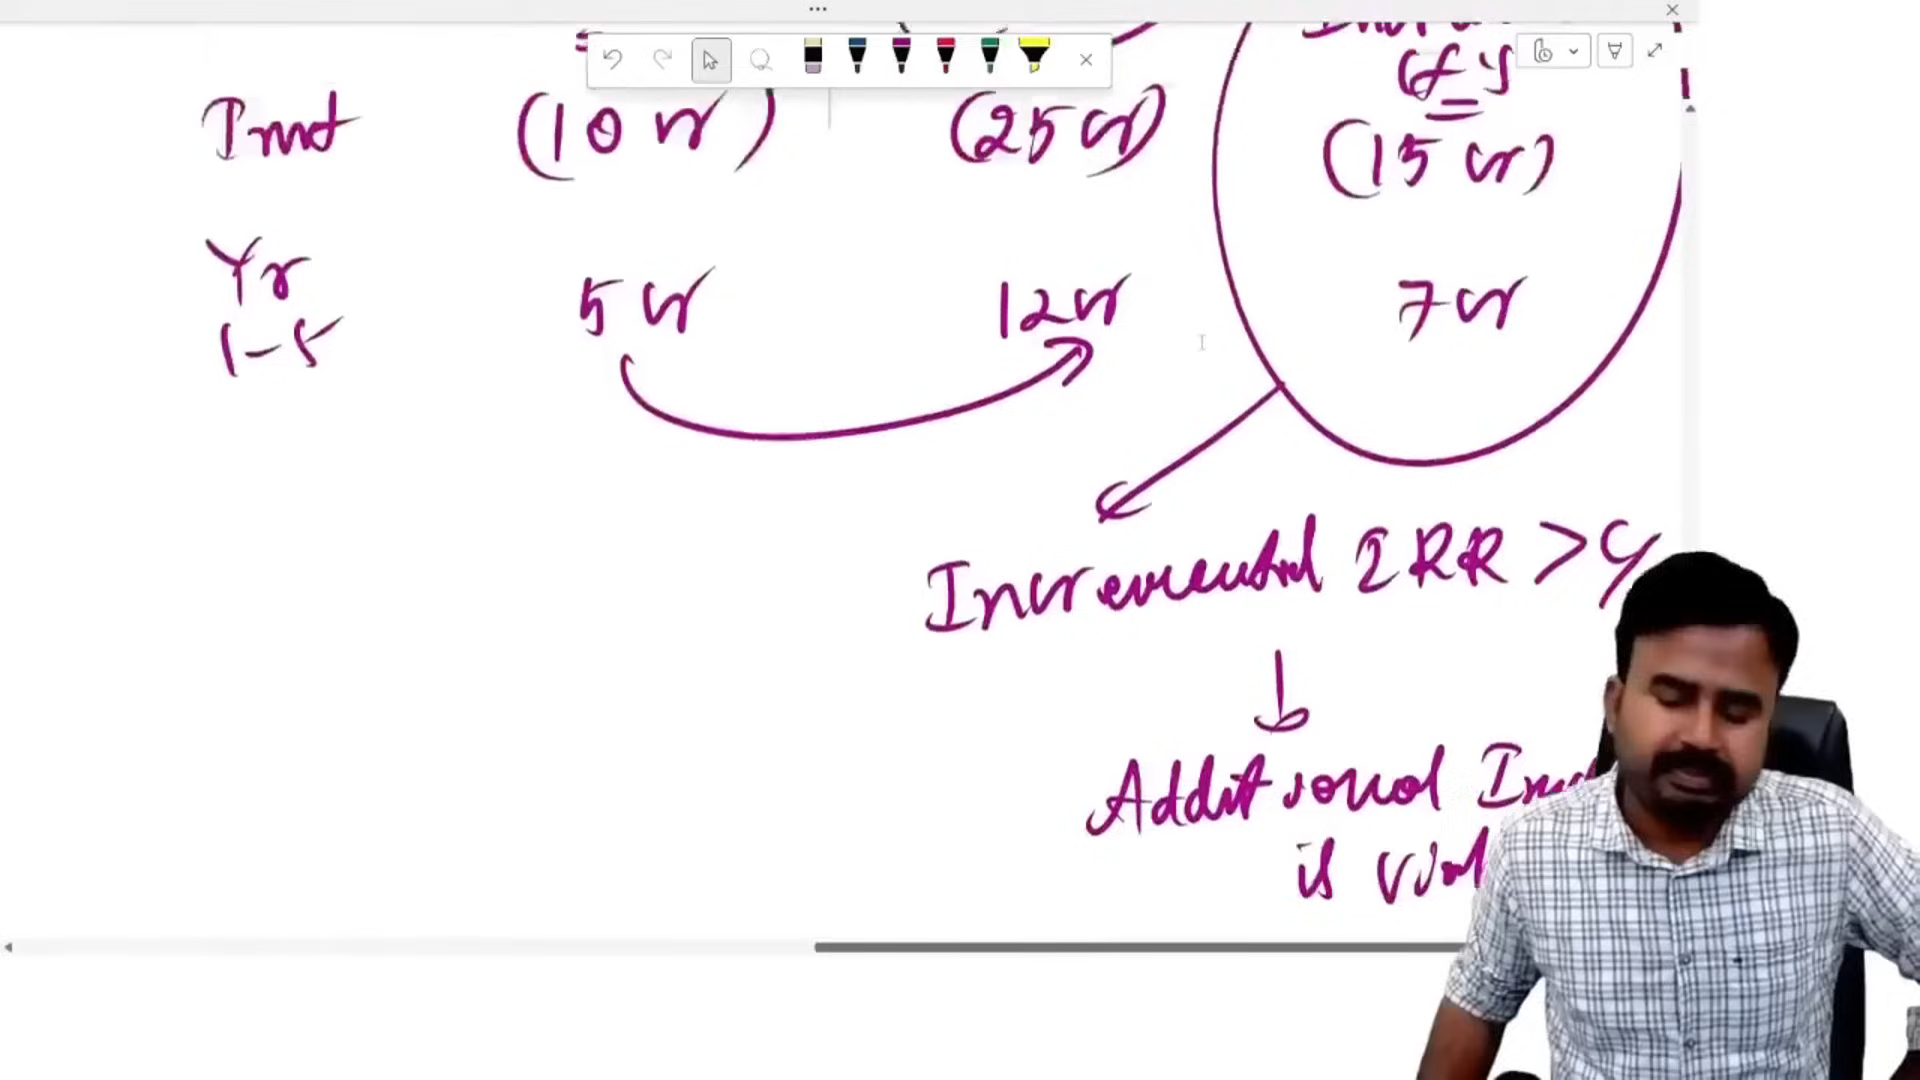 Invt (10 cr) (25 cr) (15 cr)
Yr
1-5 5 cr 12 cr 7 cr
Incremental IRR >
Additional
is